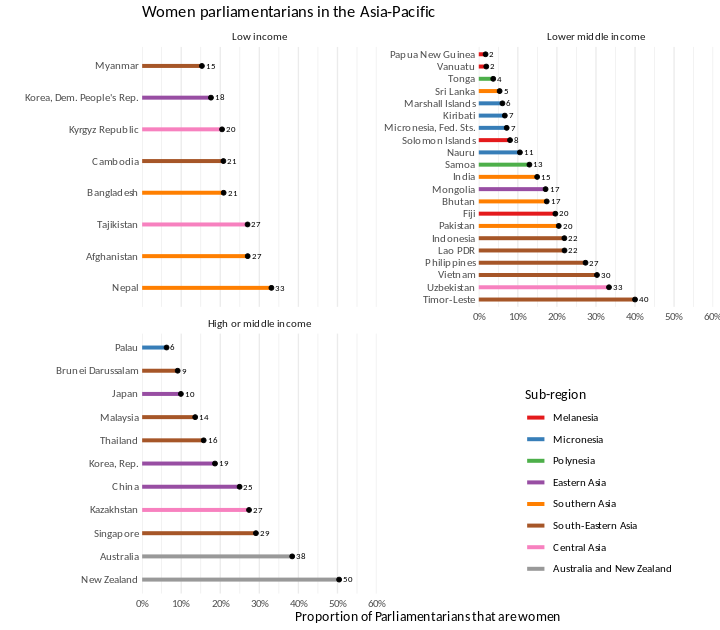 Women parliamentarians in the Asia-Pacific
Low income
Myanmar 15
Korea, Dem. People's Rep. 18
Kyrgyz Republic 20
Cambodia 21
Bangladesh 21
Tajikistan 27
Afghanistan 27
Nepal 33
Lower middle income
Papua New Guinea 2
Vanuatu 2
Tonga 4
Sri Lanka 5
Marshall Islands 6
Kiribati 7
Micronesia, Fed. Sts. 7
Solomon Islands 8
Nauru 11
Samoa 13
India 15
Mongolia 17
Bhutan 17
Fiji 20
Pakistan 20
Indonesia 22
Lao PDR 22
Philippines 27
Vietnam 30
Uzbekistan 33
Timor-Leste 40
0% 10% 20% 30% 40% 50% 60%
High or middle income
Palau 6
Brunei Darussalam 9
Japan 10
Malaysia 14
Thailand 16
Korea, Rep. 19
China 25
Kazakhstan 27
Singapore 29
Australia 38
New Zealand 50
0% 10% 20% 30% 40% 50% 60%
Proportion of Parliamentarians that are women
Sub-region
Melanesia
Micronesia
Polynesia
Eastern Asia
Southern Asia
South-Eastern Asia
Central Asia
Australia and New Zealand